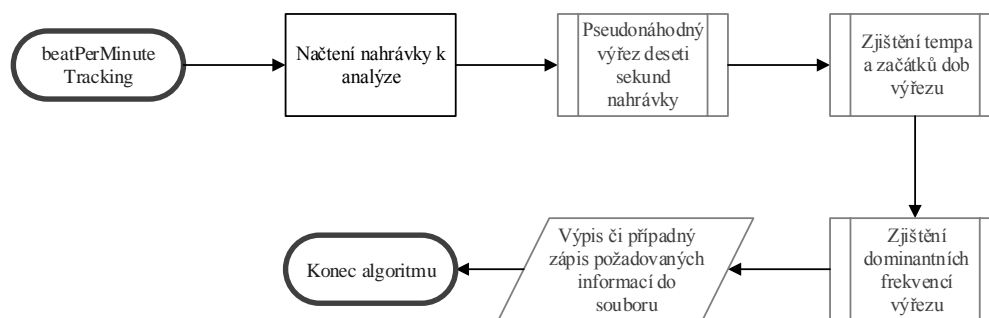 beatPerMinute
Tracking
Načtení nahrávky k
analýze
Pseudonáhodný
výřez deseti
sekund
nahrávky
Zjištění tempa
a začátků dob
výřezu
Zjištění
dominantních
frekvencí
výřezu
Výpis či případný
zápis požadovaných
informací do
souboru
Konec algoritmu